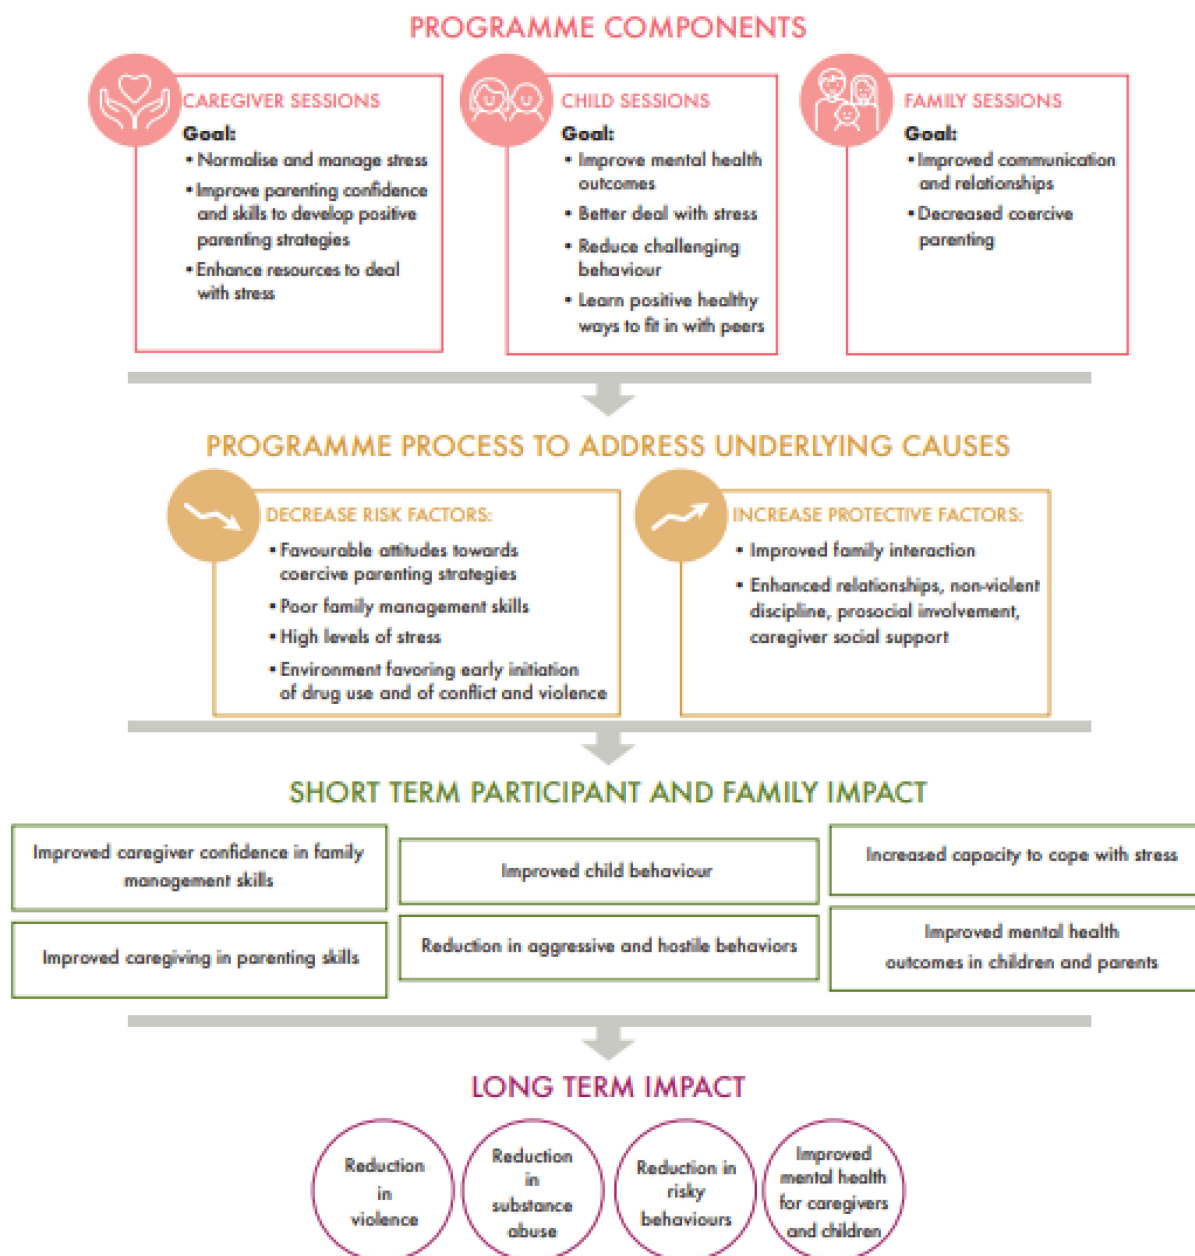 PROGRAMME COMPONENTS
CAREGIVER SESSIONS
Goal:
• Normalise and manage stress
• Improve parenting confidence
and skills to develop positive
parenting strategies
• Enhance resources to deal
with stress
CHILD SESSIONS
Goal:
• Improve mental health
outcomes
• Better deal with stress
• Reduce challenging
behaviour
• Learn positive healthy
ways to fit in with peers
FAMILY SESSIONS
Goal:
• Improved communication
and relationships
• Decreased coercive
parenting
PROGRAMME PROCESS TO ADDRESS UNDERLYING CAUSES
DECREASE RISK FACTORS:
• Favourable attitudes towards
coercive parenting strategies
• Poor family management skills
• High levels of stress
• Environment favoring early initiation
of drug use and of conflict and violence
INCREASE PROTECTIVE FACTORS:
• Improved family interaction
• Enhanced relationships, non-violent
discipline, prosocial involvement,
caregiver social support
SHORT TERM PARTICIPANT AND FAMILY IMPACT
Improved caregiver confidence in family
management skills
Improved child behaviour
Increased capacity to cope with stress
Improved caregiving in parenting skills
Reduction in aggressive and hostile behaviors
Improved mental health
outcomes in children and parents
LONG TERM IMPACT
Reduction
in
violence
Reduction
in
substance
abuse
Reduction in
risky
behaviours
Improved
mental health
for caregivers
and children